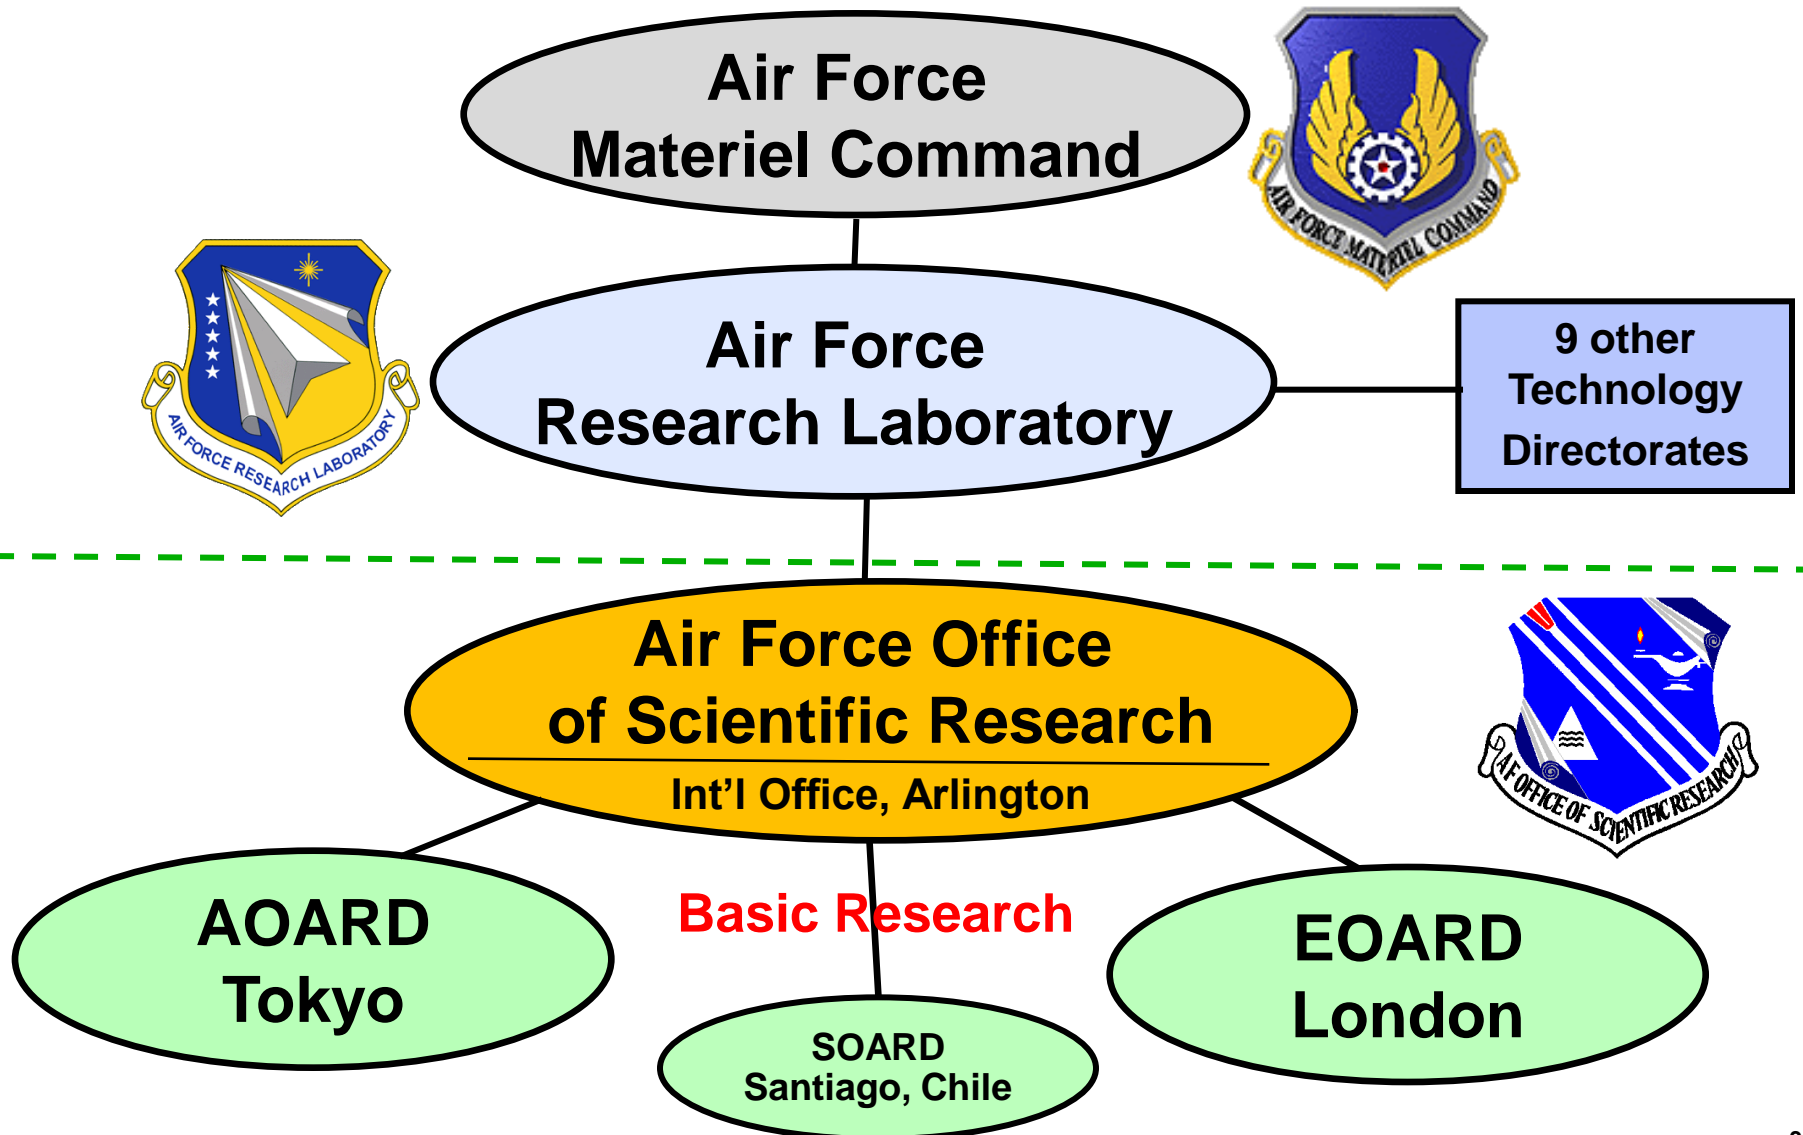 Air Force
Materiel Command
AIR FORCE MATERIEL COMMAND
AIR FORCE RESEARCH LABORATORY
Air Force
Research Laboratory
9 other
Technology
Directorates
Air Force Office
of Scientific Research
Int’l Office, Arlington
AF OFFICE OF SCIENTIFIC RESEARCH
Basic Research
AOARD
Tokyo
EOARD
London
SOARD
Santiago, Chile